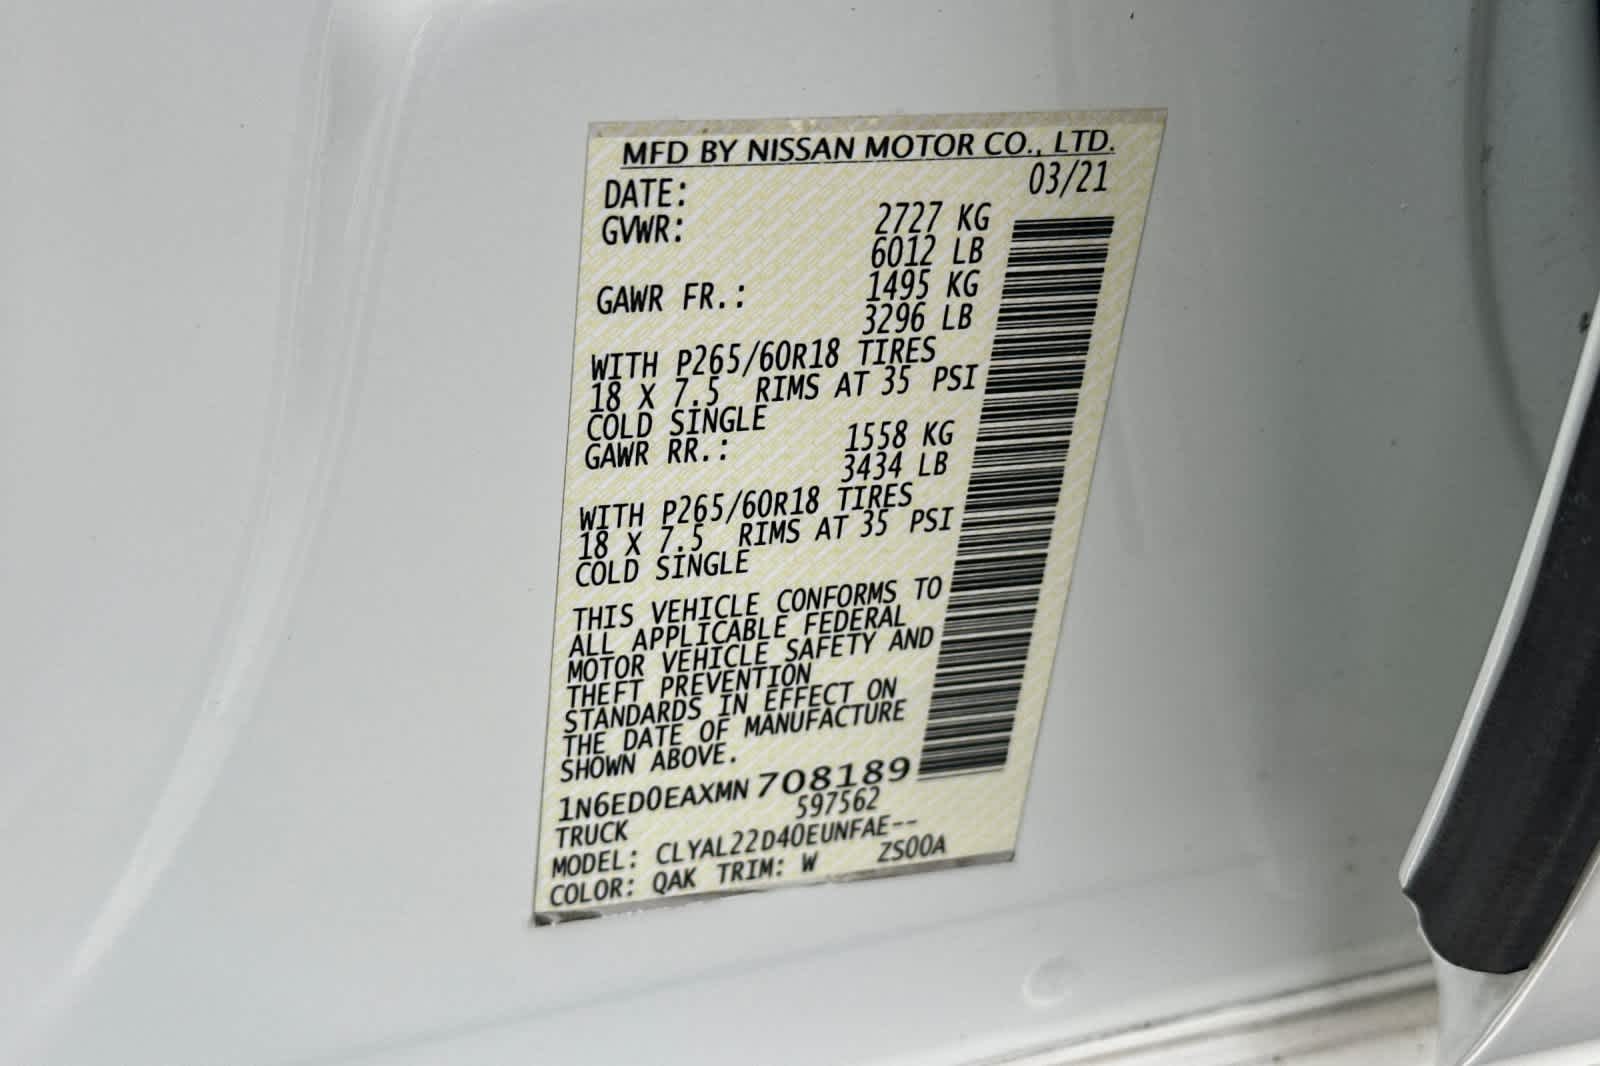 MFD BY NISSAN MOTOR CO., LTD.
DATE: 03/21
GVWR: 2727 KG
6012 LB
GAWR FR.: 1495 KG
3296 LB
WITH P265/60R18 TIRES
18 X 7.5 RIMS AT 35 PSI
COLD SINGLE
GAWR RR.: 1558 KG
3434 LB
WITH P265/60R18 TIRES
18 X 7.5 RIMS AT 35 PSI
COLD SINGLE
THIS VEHICLE CONFORMS TO
ALL APPLICABLE FEDERAL
MOTOR VEHICLE SAFETY AND
THEFT PREVENTION
STANDARDS IN EFFECT ON
THE DATE OF MANUFACTURE
SHOWN ABOVE.
1N6ED0EAXMN708189
TRUCK 597562
MODEL: CLYAL22D40EUNFAE--
COLOR: QAK TRIM: W ZS00A